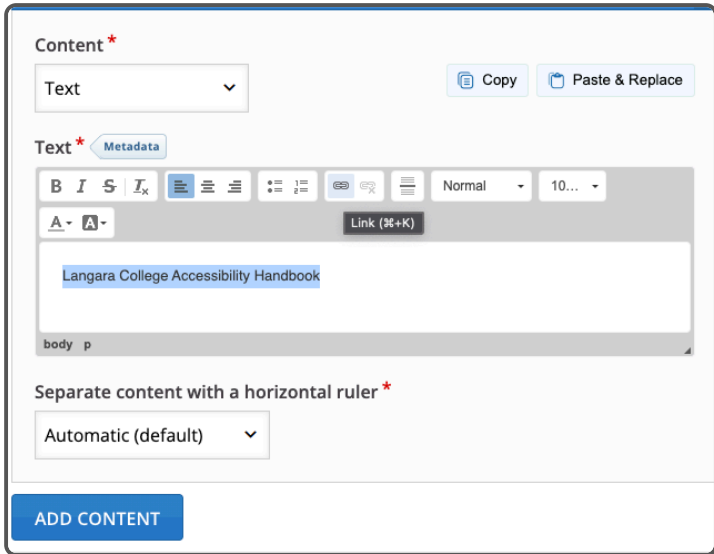 Content *
Text
Copy
Paste & Replace
Text * Metadata
B I S Tx Normal 10...
A A
Link (⌘+K)
Langara College Accessibility Handbook
body p
Separate content with a horizontal ruler *
Automatic (default)
ADD CONTENT